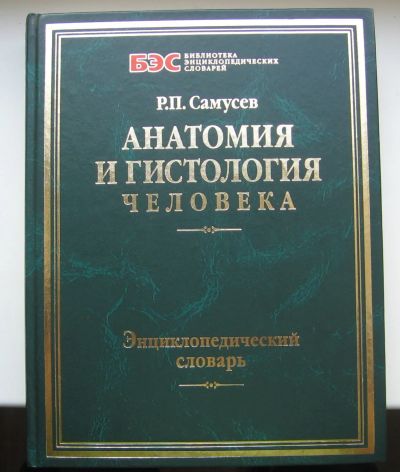 БЭС БИБЛИОТЕКА
ЭНЦИКЛОПЕДИЧЕСКИХ
СЛОВАРЕЙ
Р.П. Самусев
АНАТОМИЯ
И ГИСТОЛОГИЯ
ЧЕЛОВЕКА
Энциклопедический
словарь